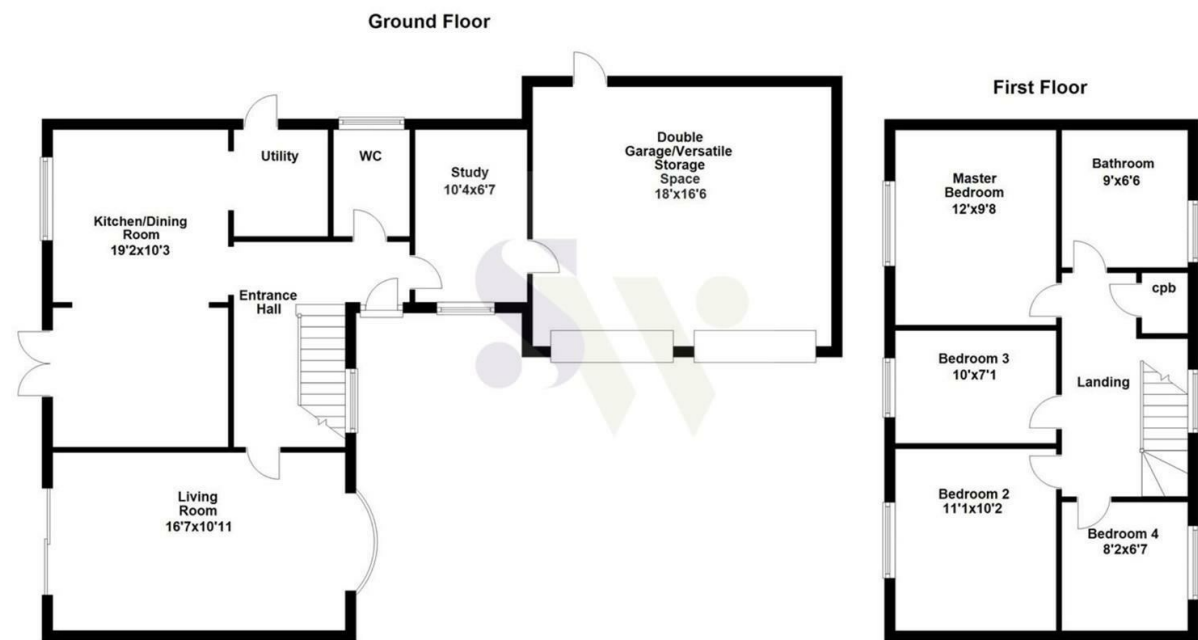 Ground Floor
First Floor
Utility
WC
Study
10'4x6'7
Double
Garage/Versatile
Storage
Space
18'x16'6
Kitchen/Dining
Room
19'2x10'3
Entrance
Hall
Living
Room
16'7x10'11
Master
Bedroom
12'x9'8
Bathroom
9'x6'6
cpb
Bedroom 3
10'x7'1
Landing
Bedroom 2
11'1x10'2
Bedroom 4
8'2x6'7
SW